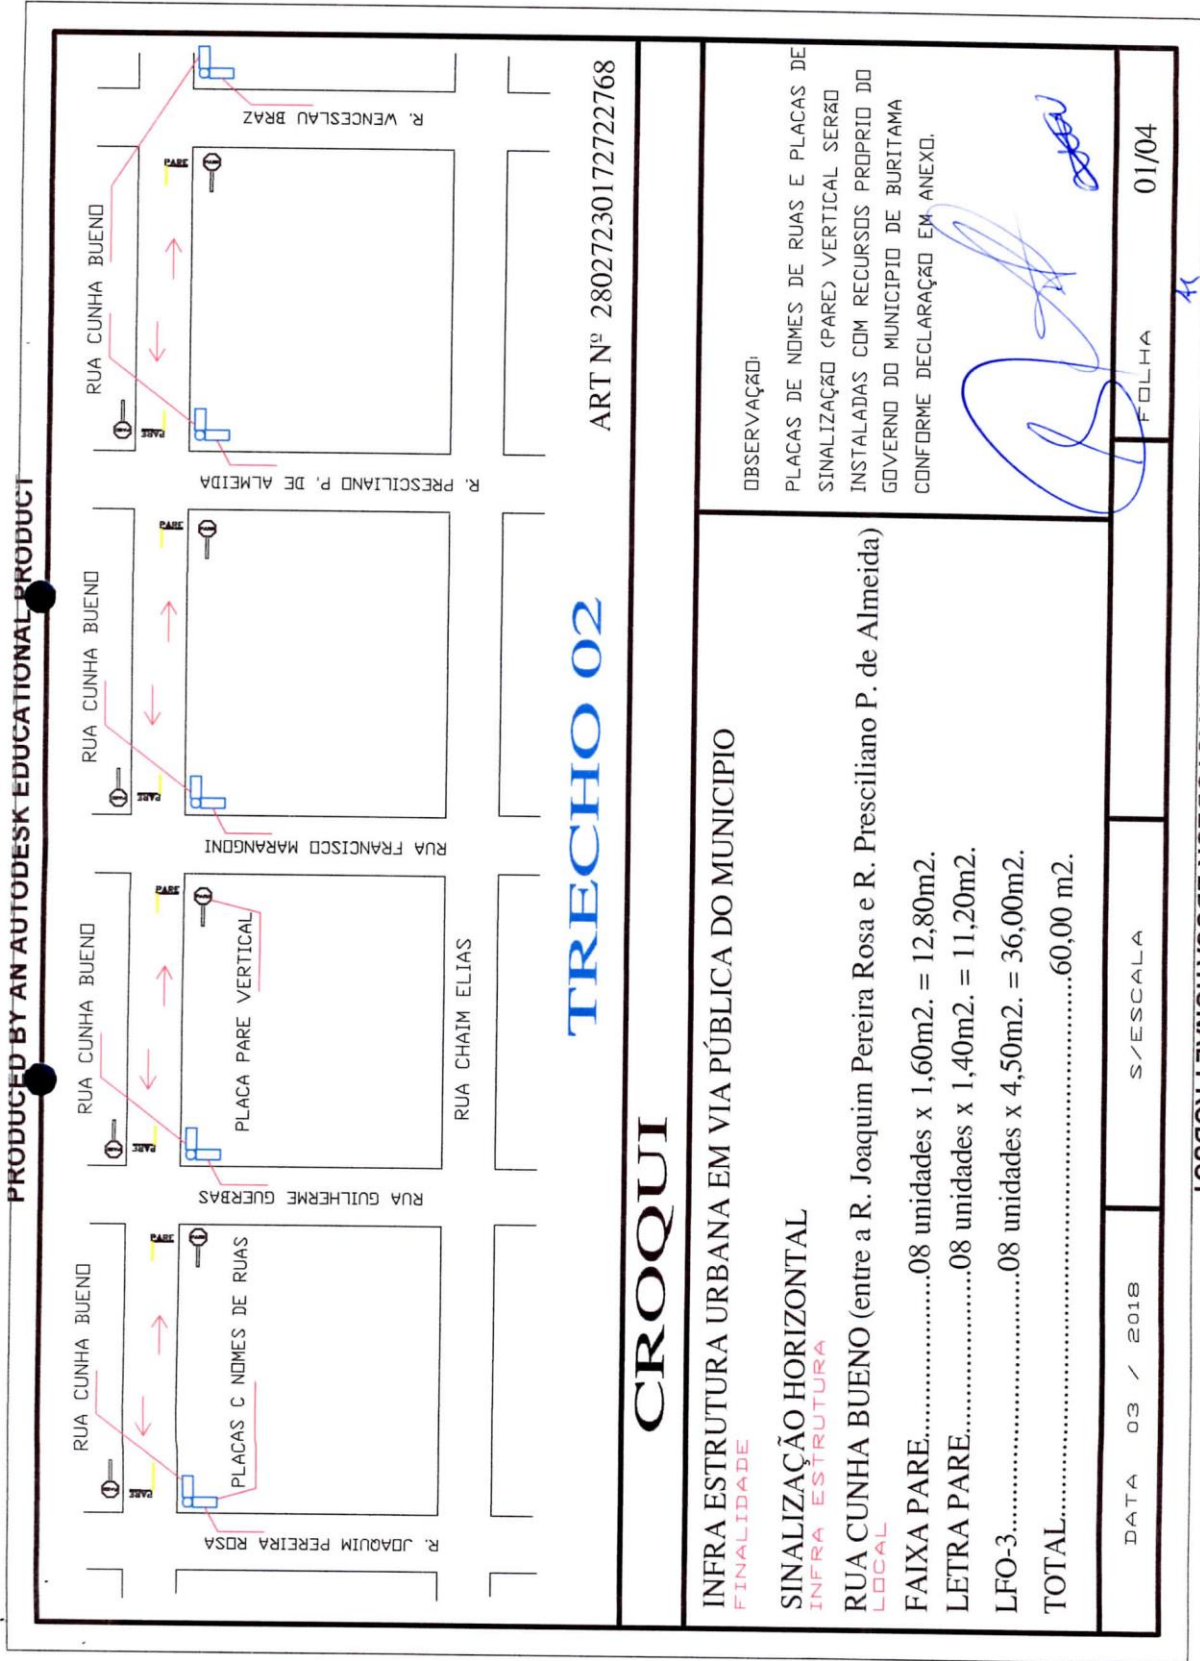 PRODUCED BY AN AUTODESK EDUCATIONAL PRODUCT
RUA CUNHA BUENO
RUA CUNHA BUENO
RUA CUNHA BUENO
RUA CUNHA BUENO
PARE
PARE
PARE
PARE
PARE
PARE
PARE
PARE
R. JOAQUIM PEREIRA ROSA
PLACAS C NOMES DE RUAS
RUA GUILHERME GUERBAS
PLACA PARE VERTICAL
RUA FRANCISCO MARANGONI
R. PRESCILIANO P. DE ALMEIDA
R. WENCESLAU BRAZ
RUA CHAIM ELIAS
TRECHO 02
ART Nº 28027230172722768
CROQUI
INFRA ESTRUTURA URBANA EM VIA PÚBLICA DO MUNICIPIO
FINALIDADE
SINALIZAÇÃO HORIZONTAL
INFRA ESTRUTURA
RUA CUNHA BUENO (entre a R. Joaquim Pereira Rosa e R. Presciliano P. de Almeida)
LOCAL
FAIXA PARE..........................08 unidades x 1,60m2. = 12,80m2.
LETRA PARE.......................08 unidades x 1,40m2. = 11,20m2.
LFO-3....................................08 unidades x 4,50m2. = 36,00m2.
TOTAL..........................................................................60,00 m2.
OBSERVAÇÃO:
PLACAS DE NOMES DE RUAS E PLACAS DE
SINALIZAÇÃO (PARE) VERTICAL SERÃO
INSTALADAS COM RECURSOS PROPRIO DO
GOVERNO DO MUNICIPIO DE BURITAMA
CONFORME DECLARAÇÃO EM ANEXO.
DATA 03 / 2018
S/ESCALA
FOLHA
01/04